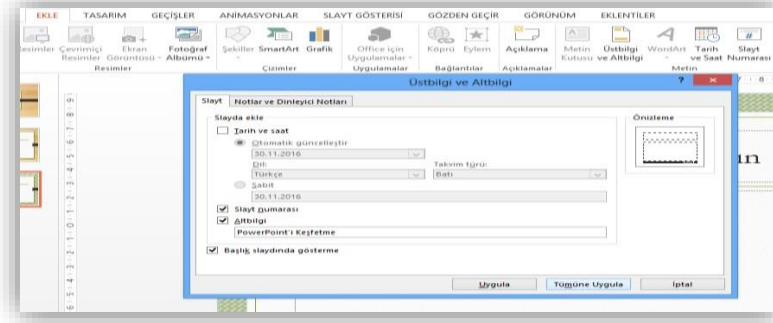 EKLE TASARIM GEÇİŞLER ANİMASYONLAR SLAYT GÖSTERİSİ GÖZDEN GEÇİR GÖRÜNÜM EKLENTİLER
Çevrimiçi Resimler
Ekran Görüntüsü
Fotoğraf Albümü
Şekiller
SmartArt
Grafik
Office için Uygulamalar
Köprü
Eylem
Açıklama
Metin Kutusu
Üstbilgi ve Altbilgi
WordArt
Tarih ve Saat
Slayt Numarası
Resimler
Çizimler
Uygulamalar
Bağlantılar
Açıklamalar
Metin
Üstbilgi ve Altbilgi
Slayt
Notlar ve Dinleyici Notları
Slayda ekle
Tarih ve saat
Otomatik güncelleştir
30.11.2016
Dil:
Takvim türü:
Türkçe
Batı
Sabit
30.11.2016
Slayt numarası
Altbilgi
PowerPoint'i Keşfetme
Başlık slaydında gösterme
Önizleme
Uygula
Tümüne Uygula
İptal